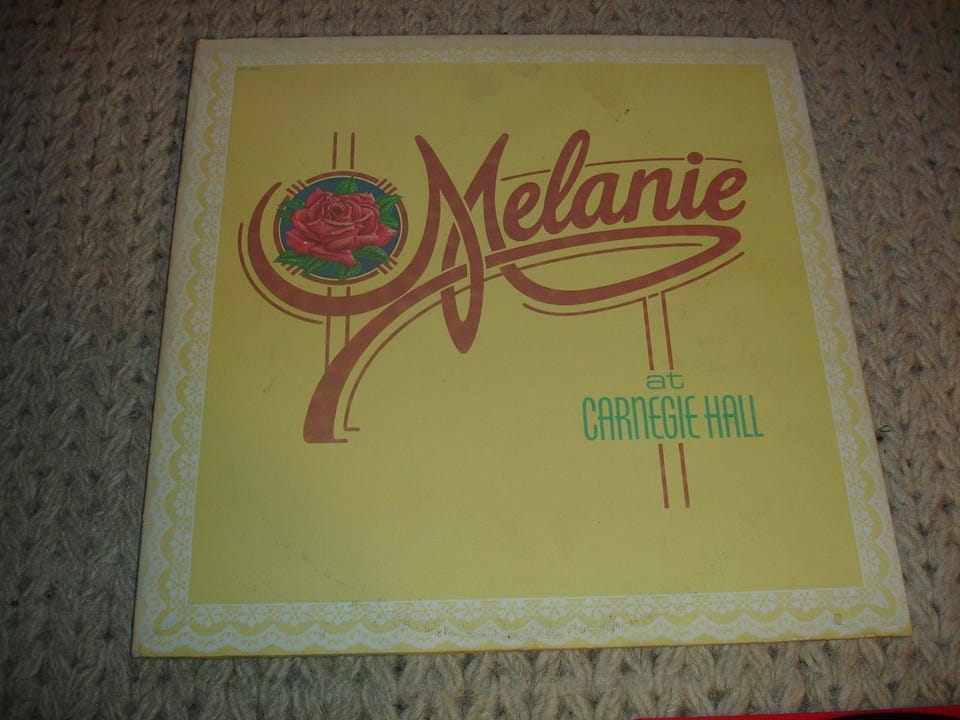 Melanie
at
CARNEGIE HALL